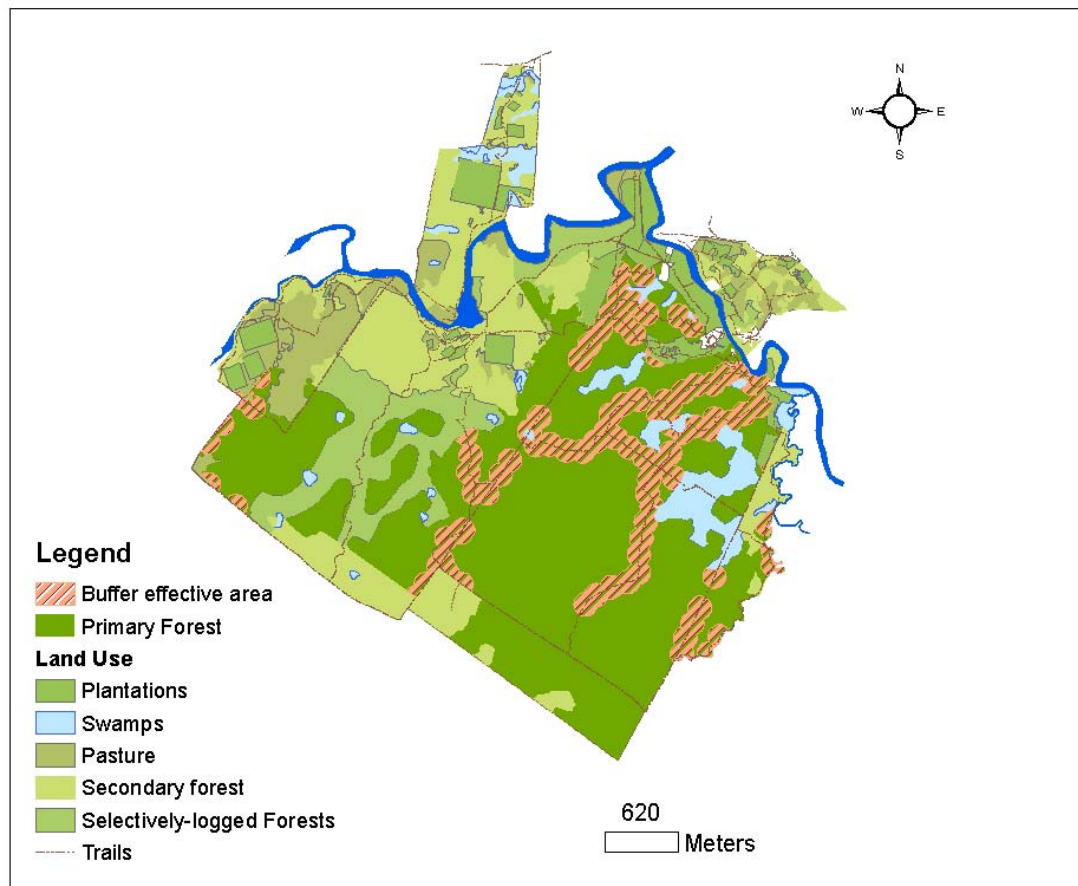 N
W E
S
Legend
Buffer effective area
Primary Forest
Land Use
Plantations
Swamps
Pasture
Secondary forest
Selectively-logged Forests
Trails
620
Meters